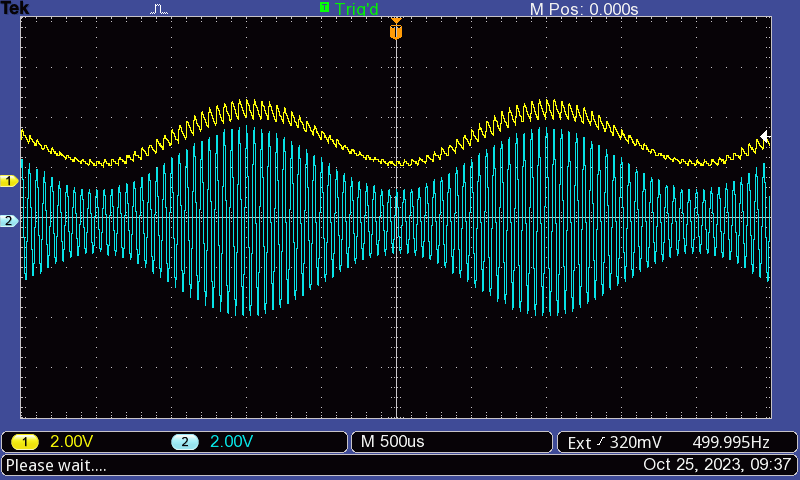 Tek T Trig'd M Pos: 0.000s
T
1
2
1 2.00V 2 2.00V M 500us Ext 320mV 499.995Hz
Please wait.... Oct 25, 2023, 09:37